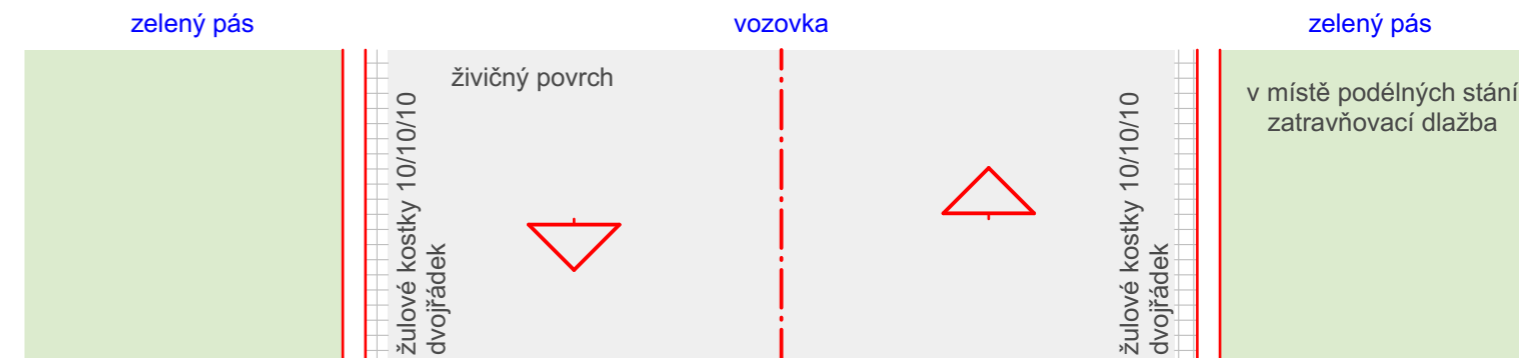 zelený pás
vozovka
zelený pás
živičný povrch
žulové kostky 10/10/10
dvojřádek
žulové kostky 10/10/10
dvojřádek
v místě podélných stání
zatravňovací dlažba